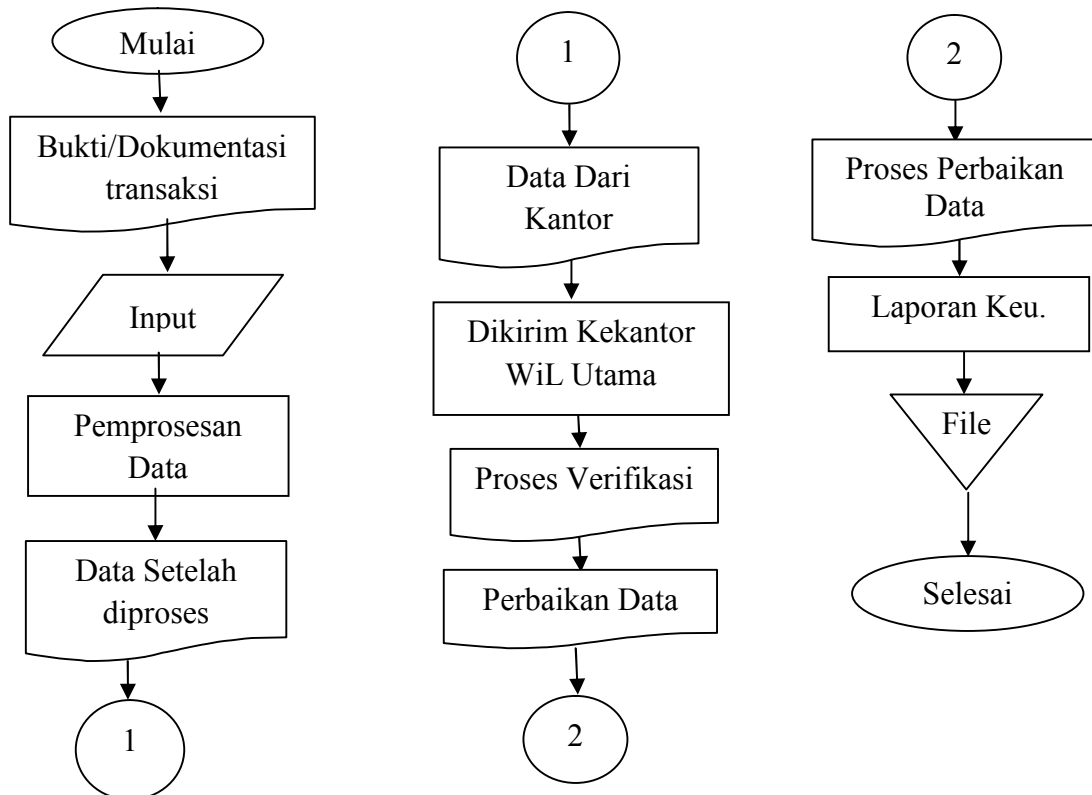 Mulai
Bukti/Dokumentasi
transaksi
Input
Pemprosesan
Data
Data Setelah
diproses
1
1
Data Dari
Kantor
Dikirim Kekantor
WiL Utama
Proses Verifikasi
Perbaikan Data
2
2
Proses Perbaikan
Data
Laporan Keu.
File
Selesai